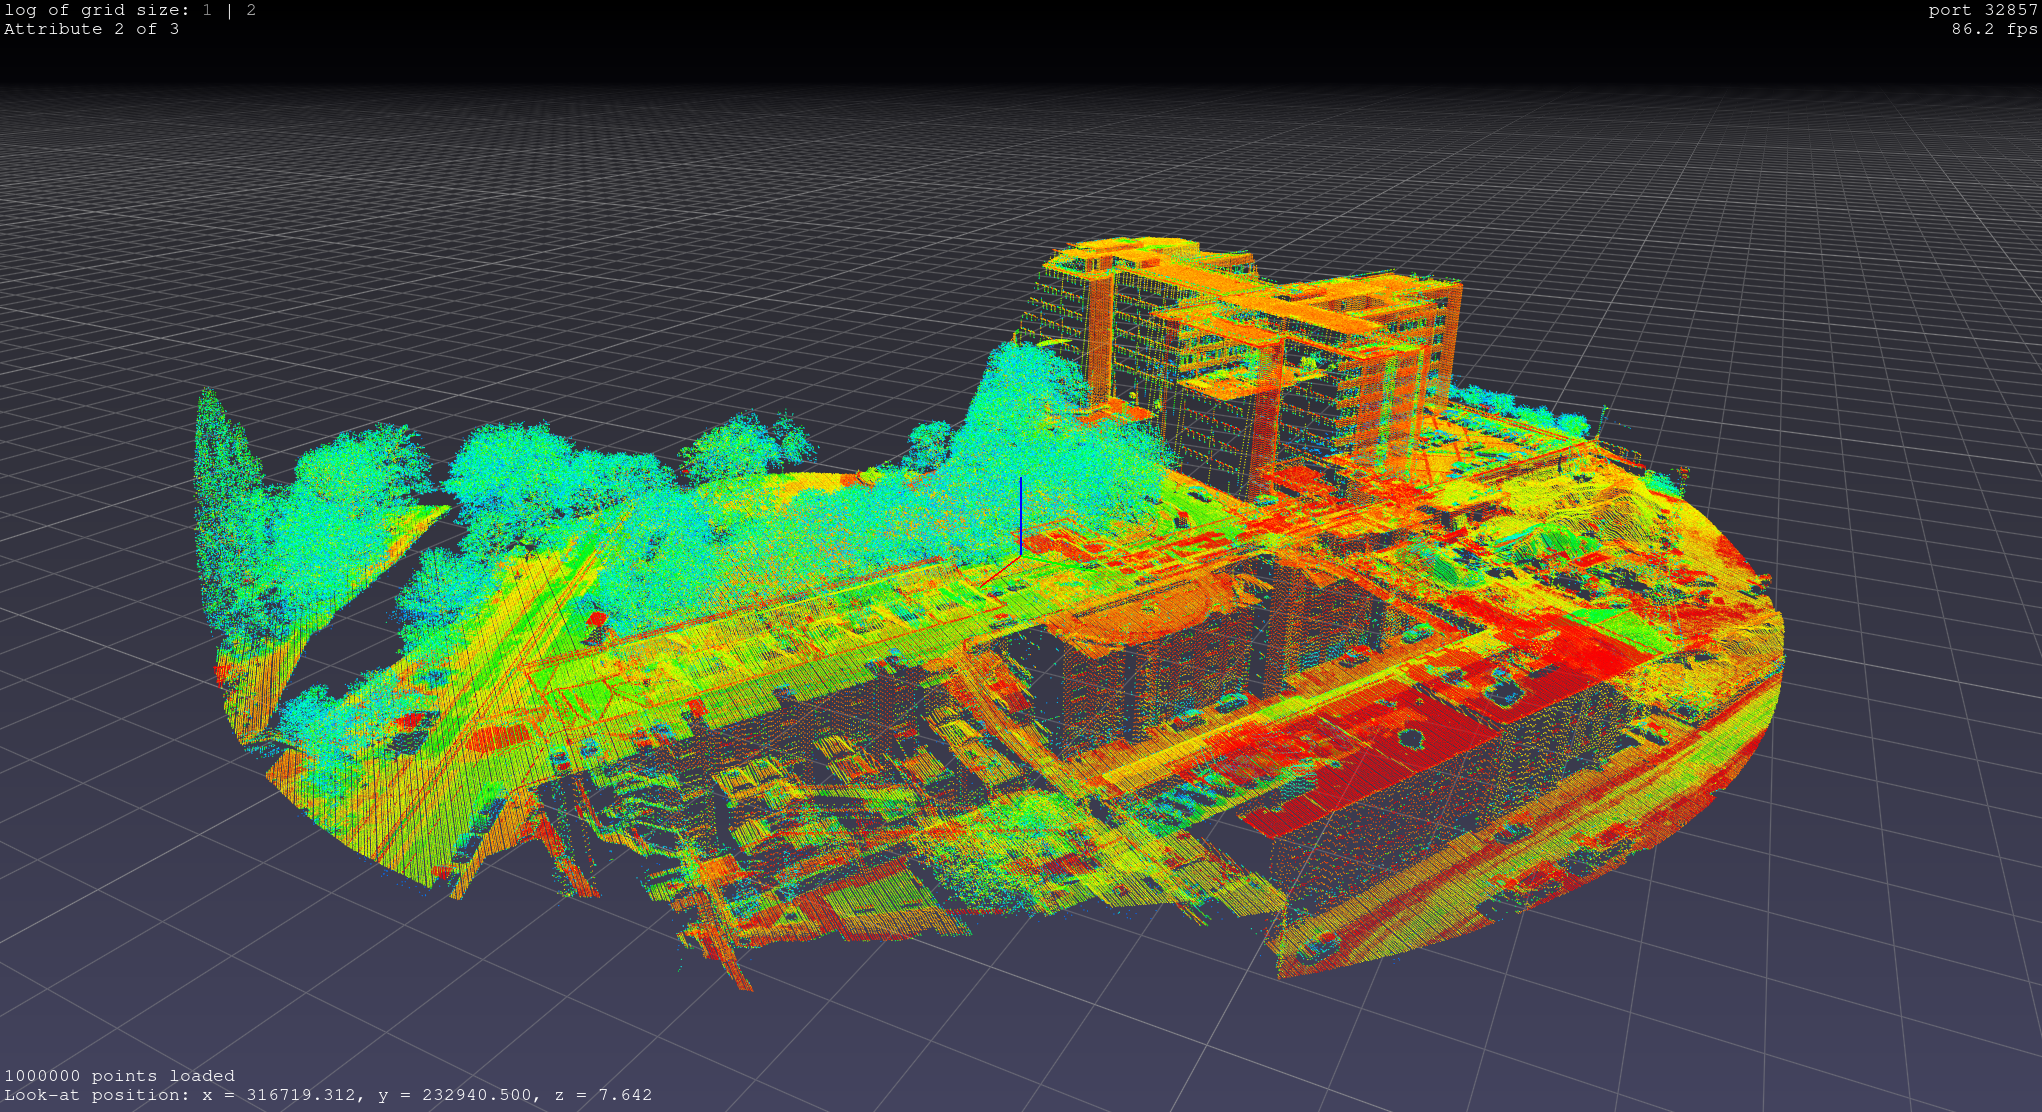 log of grid size: 1 | 2
port 32857
Attribute 2 of 3
86.2 fps
1000000 points loaded
Look-at position: x = 316719.312, y = 232940.500, z = 7.642